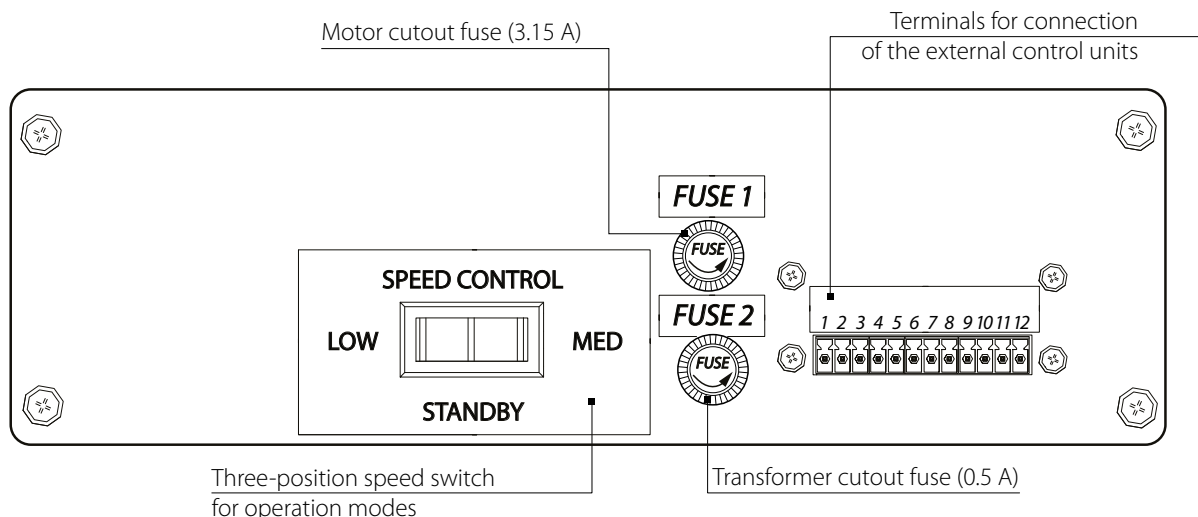 Motor cutout fuse (3.15 A)
Terminals for connection
of the external control units
FUSE 1
FUSE
SPEED CONTROL
LOW
MED
STANDBY
FUSE 2
FUSE
1 2 3 4 5 6 7 8 9 10 11 12
Three-position speed switch
for operation modes
Transformer cutout fuse (0.5 A)